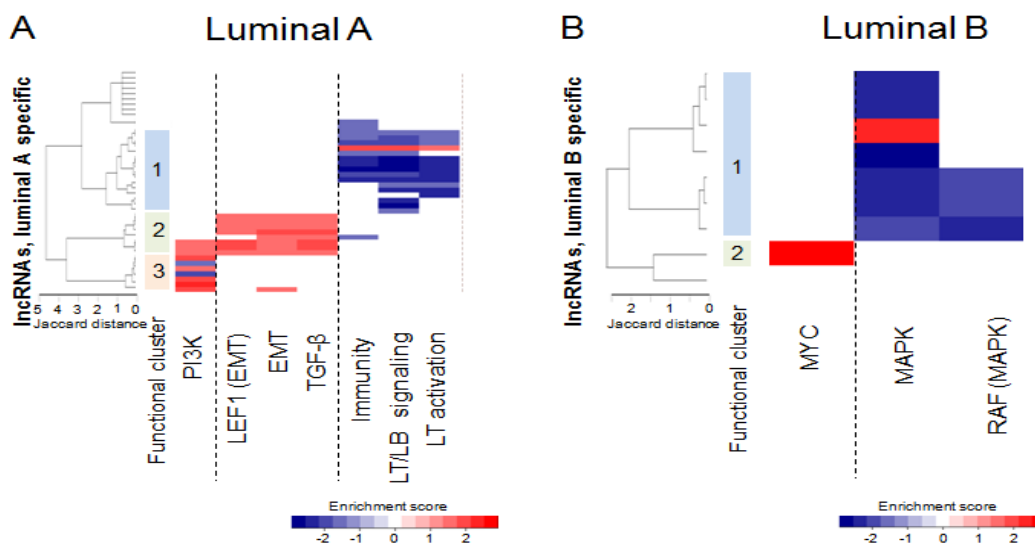 A
Luminal A
lncRNAs, luminal A specific
1
2
3
5 4 3 2 1 0
Jaccard distance
Functional cluster
PI3K
LEF1 (EMT)
EMT
TGF-β
Immunity
LT/LB signaling
LT activation
Enrichment score
-2 -1 0 1 2
B
Luminal B
lncRNAs, luminal B specific
1
2
2 1 0
Jaccard distance
Functional cluster
MYC
MAPK
RAF (MAPK)
Enrichment score
-2 -1 0 1 2